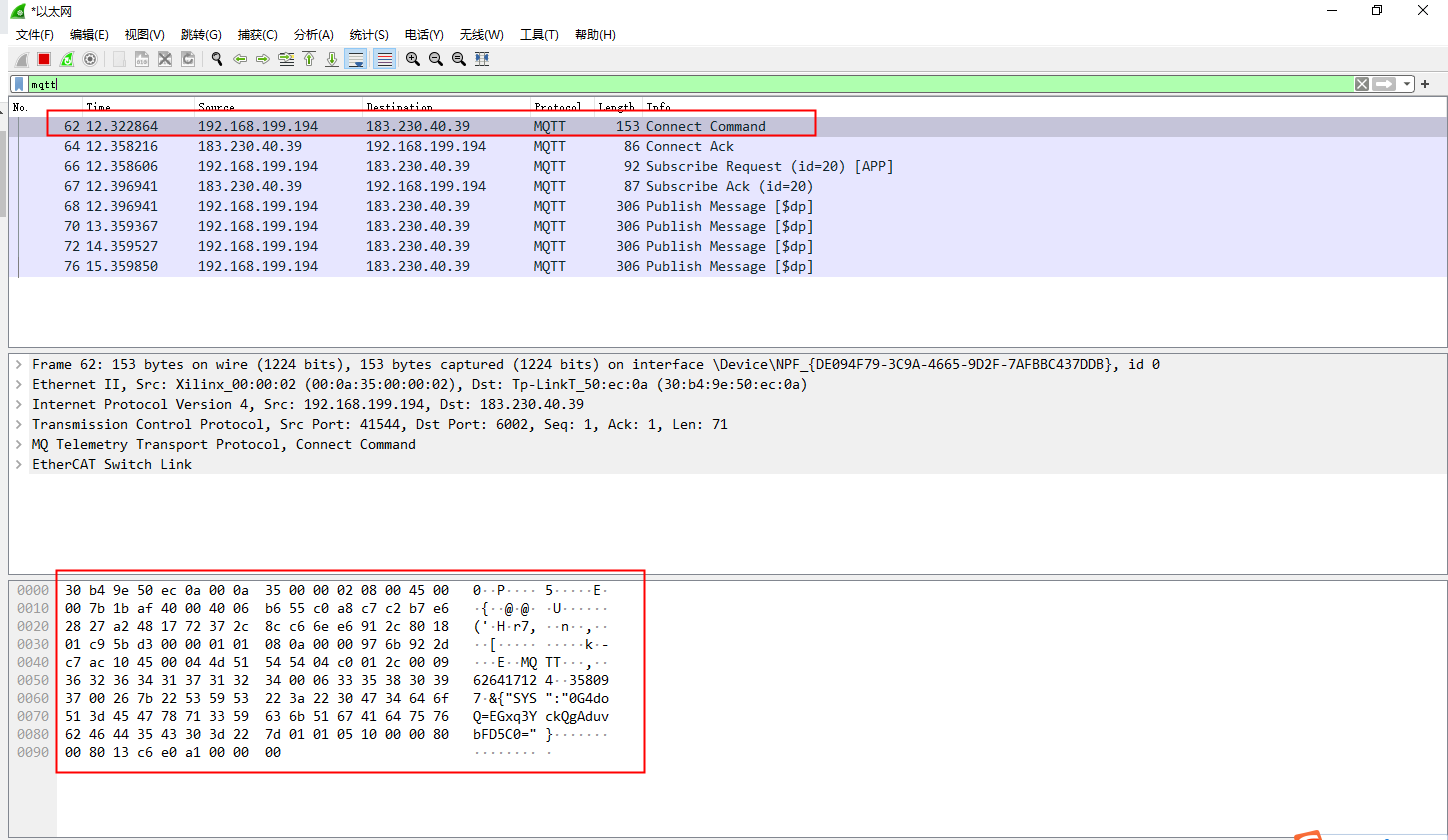 *以太网
文件(F) 编辑(E) 视图(V) 跳转(G) 捕获(C) 分析(A) 统计(S) 电话(Y) 无线(W) 工具(T) 帮助(H)
mqtt
No. Time Source Destination Protocol Length Info
62 12.322864 192.168.199.194 183.230.40.39 MQTT 153 Connect Command
64 12.358216 183.230.40.39 192.168.199.194 MQTT 86 Connect Ack
66 12.358606 192.168.199.194 183.230.40.39 MQTT 92 Subscribe Request (id=20) [APP]
67 12.396941 183.230.40.39 192.168.199.194 MQTT 87 Subscribe Ack (id=20)
68 12.396941 192.168.199.194 183.230.40.39 MQTT 306 Publish Message [$dp]
70 13.359367 192.168.199.194 183.230.40.39 MQTT 306 Publish Message [$dp]
72 14.359527 192.168.199.194 183.230.40.39 MQTT 306 Publish Message [$dp]
76 15.359850 192.168.199.194 183.230.40.39 MQTT 306 Publish Message [$dp]
Frame 62: 153 bytes on wire (1224 bits), 153 bytes captured (1224 bits) on interface \Device\NPF_{DE094F79-3C9A-4665-9D2F-7AFBBC437DDB}, id 0
Ethernet II, Src: Xilinx_00:00:02 (00:0a:35:00:00:02), Dst: Tp-LinkT_50:ec:0a (30:b4:9e:50:ec:0a)
Internet Protocol Version 4, Src: 192.168.199.194, Dst: 183.230.40.39
Transmission Control Protocol, Src Port: 41544, Dst Port: 6002, Seq: 1, Ack: 1, Len: 71
MQ Telemetry Transport Protocol, Connect Command
EtherCAT Switch Link
0000 30 b4 9e 50 ec 0a 00 0a 35 00 00 02 08 00 45 00 0··P···· 5·····E·
0010 00 7b 1b af 40 00 40 06 b6 55 c0 a8 c7 c2 b7 e6 ·{··@·@· ·U······
0020 28 27 a2 48 17 72 37 2c 8c c6 6e e6 91 2c 80 18 ('·H·r7, ··n··,··
0030 01 c9 5b d3 00 00 01 01 08 0a 00 00 97 6b 92 2d ··[····· ·····k·-
0040 c7 ac 10 45 00 04 4d 51 54 54 04 c0 01 2c 00 09 ···E··MQ TT···,··
0050 36 32 36 34 31 37 31 32 34 00 06 33 35 38 30 39 62641712 4··35809
0060 37 00 26 7b 22 53 59 53 22 3a 22 30 47 34 64 6f 7·&{"SYS ":"0G4do
0070 51 3d 45 47 78 71 33 59 63 6b 51 67 41 64 75 76 Q=EGxq3Y ckQgAduv
0080 62 46 44 35 43 30 3d 22 7d 01 01 05 10 00 00 80 bFD5C0=" }·······
0090 00 80 13 c6 e0 a1 00 00 00 ········ ·